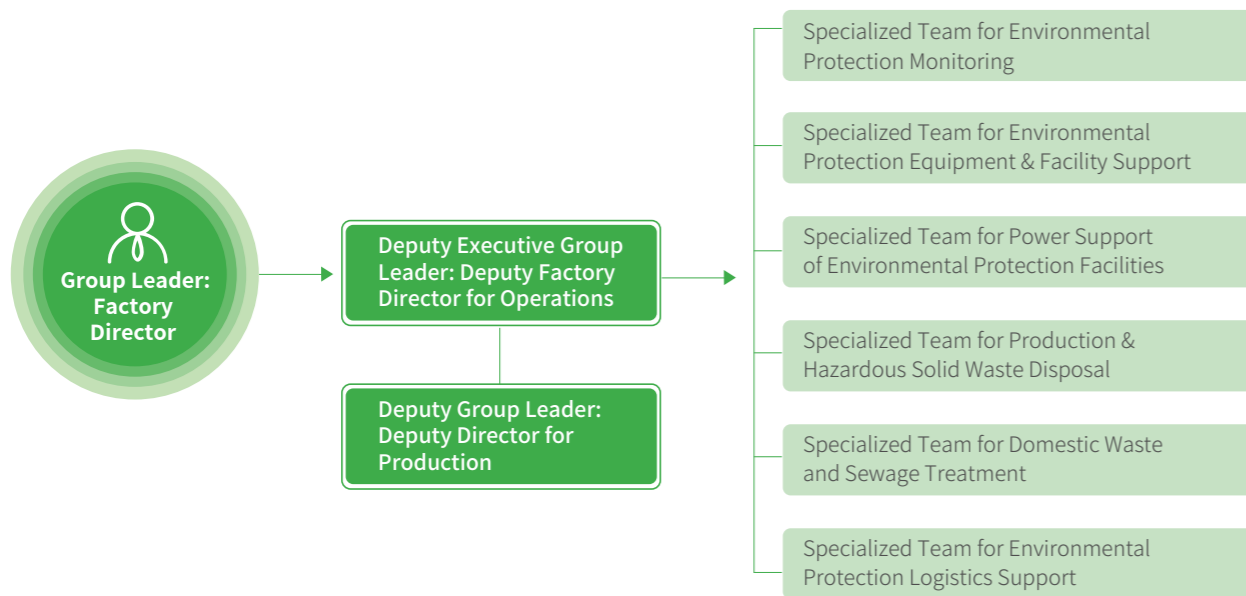 Group Leader:
Factory
Director
Deputy Executive Group
Leader: Deputy Factory
Director for Operations
Deputy Group Leader:
Deputy Director for
Production
Specialized Team for Environmental
Protection Monitoring
Specialized Team for Environmental
Protection Equipment & Facility Support
Specialized Team for Power Support
of Environmental Protection Facilities
Specialized Team for Production &
Hazardous Solid Waste Disposal
Specialized Team for Domestic Waste
and Sewage Treatment
Specialized Team for Environmental
Protection Logistics Support